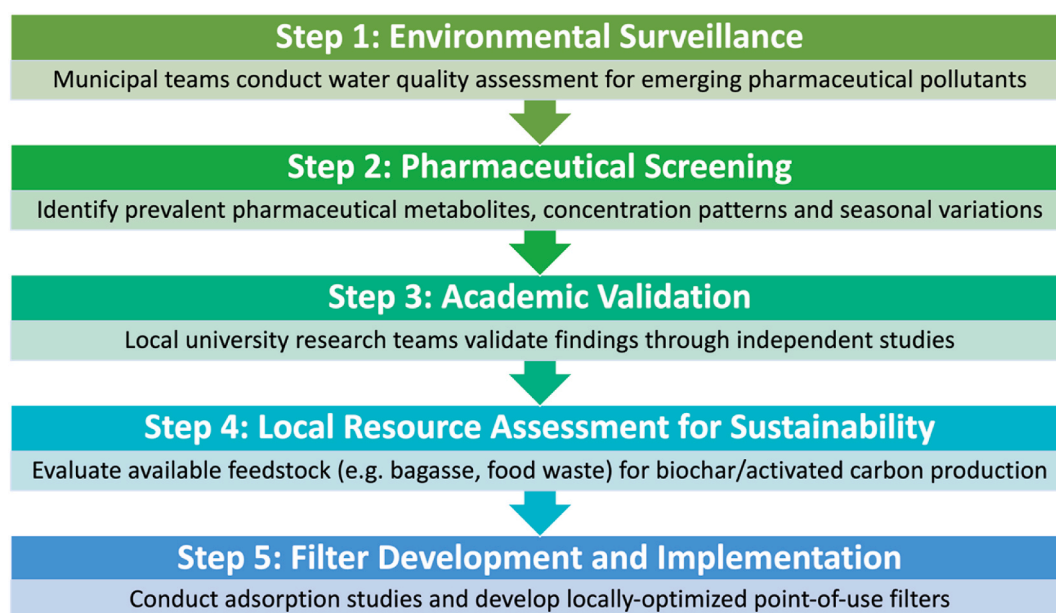 Step 1: Environmental Surveillance
Municipal teams conduct water quality assessment for emerging pharmaceutical pollutants
Step 2: Pharmaceutical Screening
Identify prevalent pharmaceutical metabolites, concentration patterns and seasonal variations
Step 3: Academic Validation
Local university research teams validate findings through independent studies
Step 4: Local Resource Assessment for Sustainability
Evaluate available feedstock (e.g. bagasse, food waste) for biochar/activated carbon production
Step 5: Filter Development and Implementation
Conduct adsorption studies and develop locally-optimized point-of-use filters